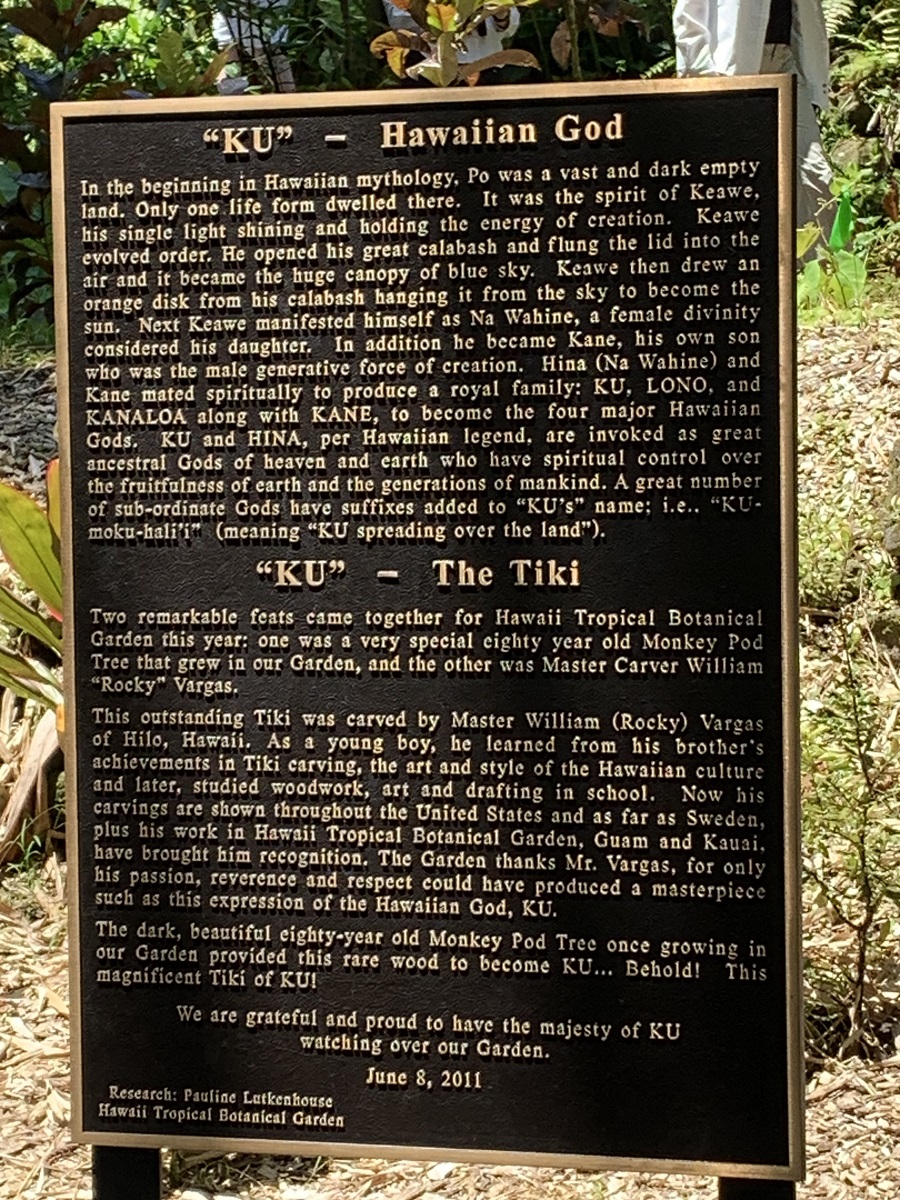 “KU” – Hawaiian God
In the beginning in Hawaiian mythology, Po was a vast and dark empty
land. Only one life form dwelled there. It was the spirit of Keawe,
his single light shining and holding the energy of creation. Keawe
evolved order. He opened his great calabash and flung the lid into the
air and it became the huge canopy of blue sky. Keawe then drew an
orange disk from his calabash hanging it from the sky to become the
sun. Next Keawe manifested himself as Na Wahine, a female divinity
considered his daughter. In addition he became Kane, his own son
who was the male generative force of creation. Hina (Na Wahine) and
Kane mated spiritually to produce a royal family: KU, LONO, and
KANALOA along with KANE, to become the four major Hawaiian
Gods. KU and HINA, per Hawaiian legend, are invoked as great
ancestral Gods of heaven and earth who have spiritual control over
the fruitfulness of earth and the generations of mankind. A great number
of sub-ordinate Gods have suffixes added to “KU’s” name; i.e.. “KU-
moku-hali’i” (meaning “KU spreading over the land”).
“KU” – The Tiki
Two remarkable feats came together for Hawaii Tropical Botanical
Garden this year: one was a very special eighty year old Monkey Pod
Tree that grew in our Garden, and the other was Master Carver William
“Rocky” Vargas.
This outstanding Tiki was carved by Master William (Rocky) Vargas
of Hilo, Hawaii. As a young boy, he learned from his brother’s
achievements in Tiki carving, the art and style of the Hawaiian culture
and later, studied woodwork, art and drafting in school. Now his
carvings are shown throughout the United States and as far as Sweden,
plus his work in Hawaii Tropical Botanical Garden, Guam and Kauai,
have brought him recognition. The Garden thanks Mr. Vargas, for only
his passion, reverence and respect could have produced a masterpiece
such as this expression of the Hawaiian God, KU.
The dark, beautiful eighty-year old Monkey Pod Tree once growing in
our Garden provided this rare wood to become KU... Behold! This
magnificent Tiki of KU!
We are grateful and proud to have the majesty of KU
watching over our Garden.
June 8, 2011
Research: Pauline Lutkenhouse
Hawaii Tropical Botanical Garden